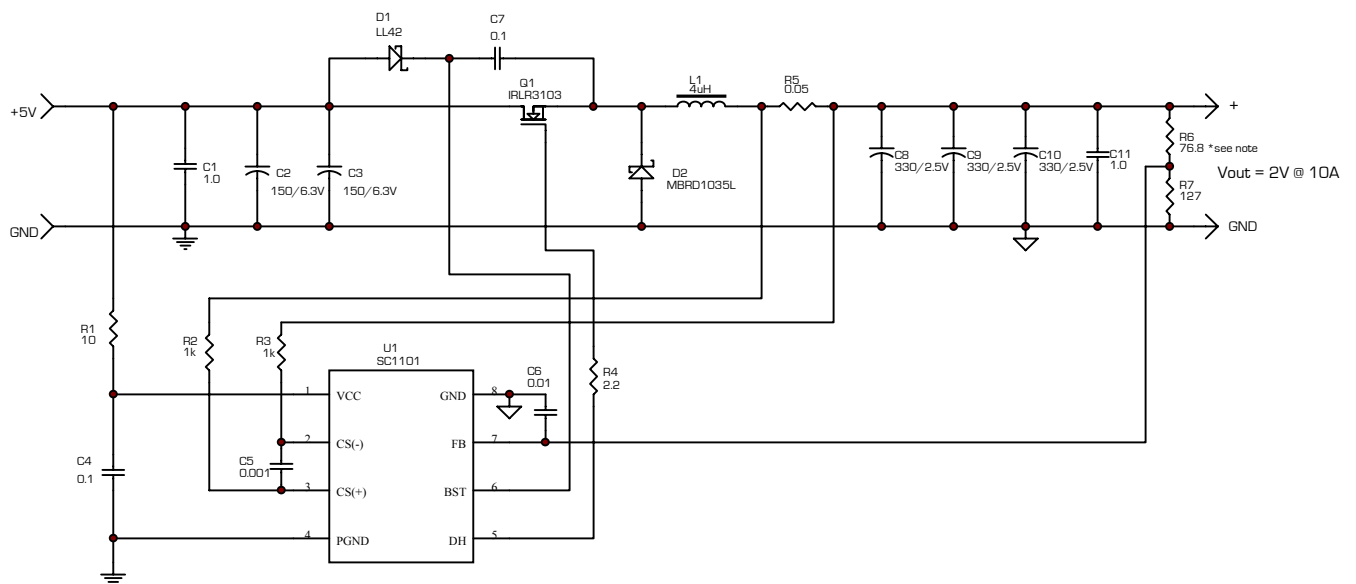 D1
LL42
C7
0.1
Q1
IRLR3103
L1
4uH
R5
0.05
+5V
+
C1
1.0
C2
150/6.3V
C3
150/6.3V
D2
MBRD1035L
C8
330/2.5V
C9
330/2.5V
C10
330/2.5V
C11
1.0
R6
76.8 *see note
R7
127
Vout = 2V @ 10A
GND
GND
R1
10
R2
1k
R3
1k
U1
SC1101
C6
0.01
R4
2.2
1
VCC
GND
8
2
CS(-)
FB
7
C5
0.001
3
CS(+)
BST
6
C4
0.1
4
PGND
DH
5